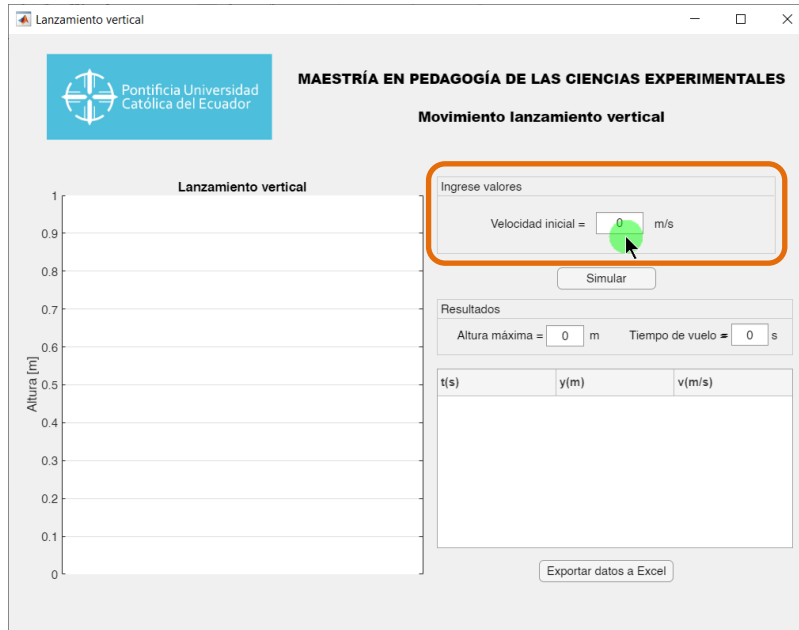 Lanzamiento vertical
Pontificia Universidad
Católica del Ecuador
MAESTRÍA EN PEDAGOGÍA DE LAS CIENCIAS EXPERIMENTALES
Movimiento lanzamiento vertical
Lanzamiento vertical
1
0.9
0.8
0.7
0.6
0.5
0.4
0.3
0.2
0.1
0
Altura [m]
Ingrese valores
Velocidad inicial = 0 m/s
Simular
Resultados
Altura máxima = 0 m Tiempo de vuelo = 0 s
t(s) y(m) v(m/s)
Exportar datos a Excel